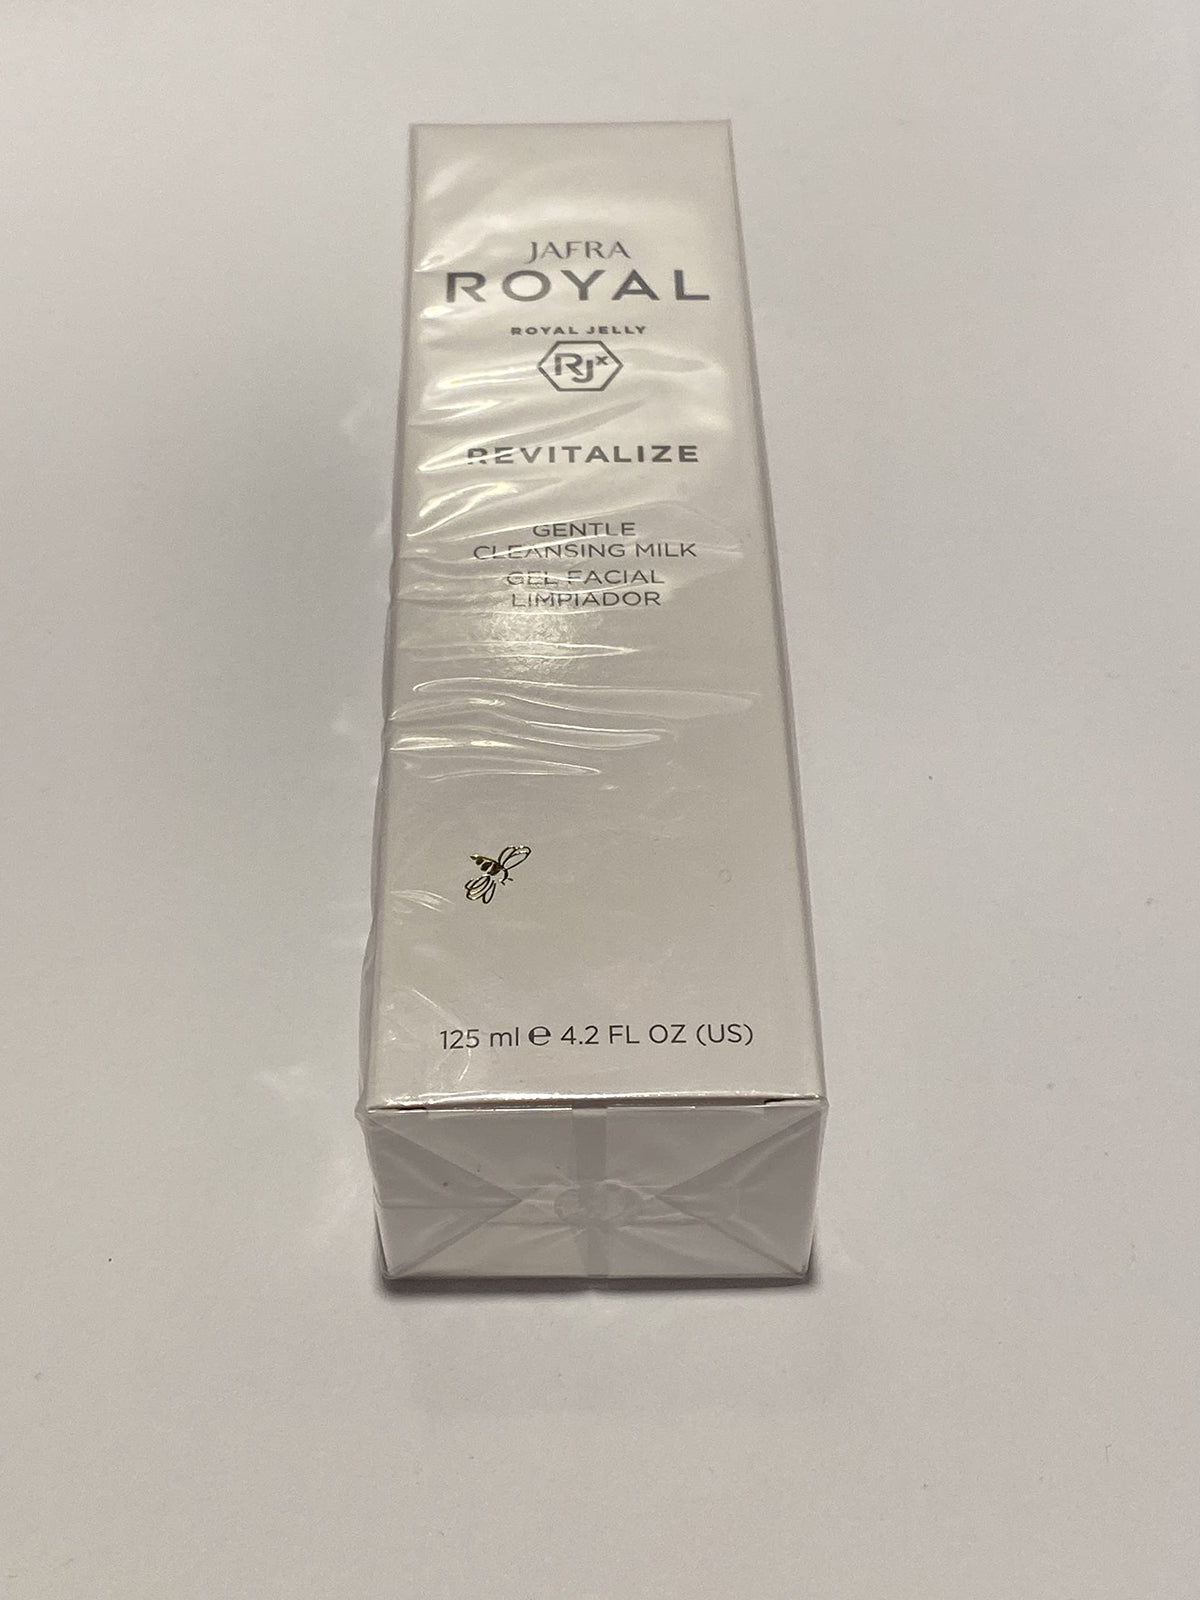 JAFRA
ROYAL
ROYAL JELLY
RJx
REVITALIZE
GENTLE
CLEANSING MILK
GEL FACIAL
LIMPIADOR
125 ml ℮ 4.2 FL OZ (US)